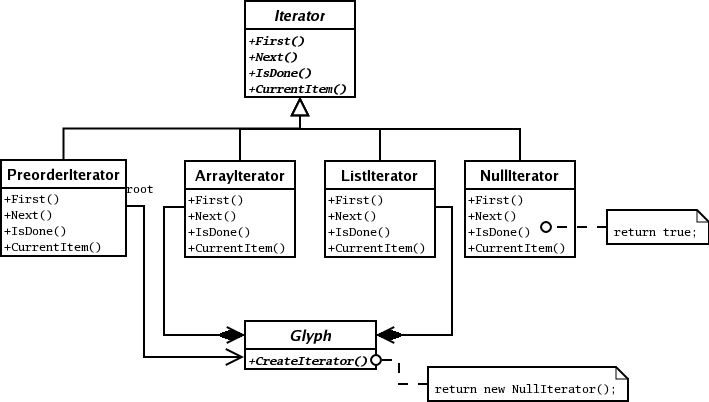 Iterator
+First()
+Next()
+IsDone()
+CurrentItem()
PreorderIterator
+First()
+Next()
+IsDone()
+CurrentItem()
root
ArrayIterator
+First()
+Next()
+IsDone()
+CurrentItem()
ListIterator
+First()
+Next()
+IsDone()
+CurrentItem()
NullIterator
+First()
+Next()
+IsDone()
+CurrentItem()
return true;
Glyph
+CreateIterator()
return new NullIterator();